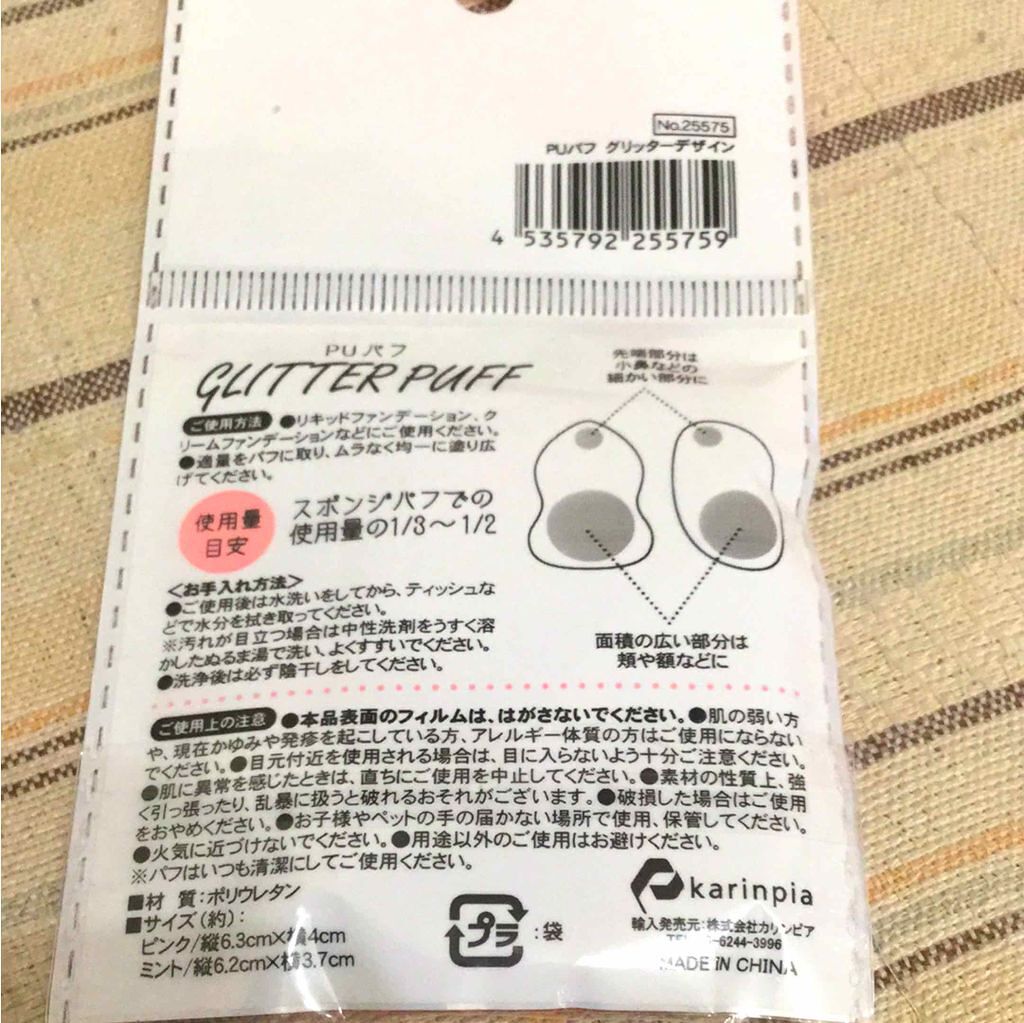 No.25575
PUパフ グリッターデザイン
4 535792 255759
PUパフ
GLITTER PUFF
ご使用方法 ●リキッドファンデーション、ク
リームファンデーションなどにご使用ください。
●適量をパフに取り、ムラなく均一に塗り広
げてください。
使用量
目安
スポンジパフでの
使用量の1/3〜1/2
先端部分は
小鼻などの
細かい部分に
面積の広い部分は
頬や額などに
<お手入れ方法>
●ご使用後は水洗いをしてから、ティッシュな
どで水分を拭き取ってください。
※汚れが目立つ場合は中性洗剤をうすく溶
かしたぬるま湯で洗い、よくすすいでください。
●洗浄後は必ず陰干しをしてください。
ご使用上の注意 ●本品表面のフィルムは、はがさないでください。●肌の弱い方
や、現在かゆみや発疹を起こしている方、アレルギー体質の方はご使用にならない
でください。●目元付近を使用される場合は、目に入らないよう十分ご注意ください。
●肌に異常を感じたときは、直ちにご使用を中止してください。●素材の性質上、強
く引っ張ったり、乱暴に扱うと破れるおそれがございます。●破損した場合はご使用
をおやめください。●お子様やペットの手の届かない場所で使用、保管してください。
●火気に近づけないでください。●用途以外のご使用はお避けください。
※パフはいつも清潔にしてご使用ください。
■材 質:ポリウレタン
■サイズ(約):
ピンク/縦6.3cm×横4cm
ミント/縦6.2cm×横3.7cm
プラ :袋
karinpia
輸入発売元:株式会社カリンピア
TEL 6-6244-3996
MADE IN CHINA